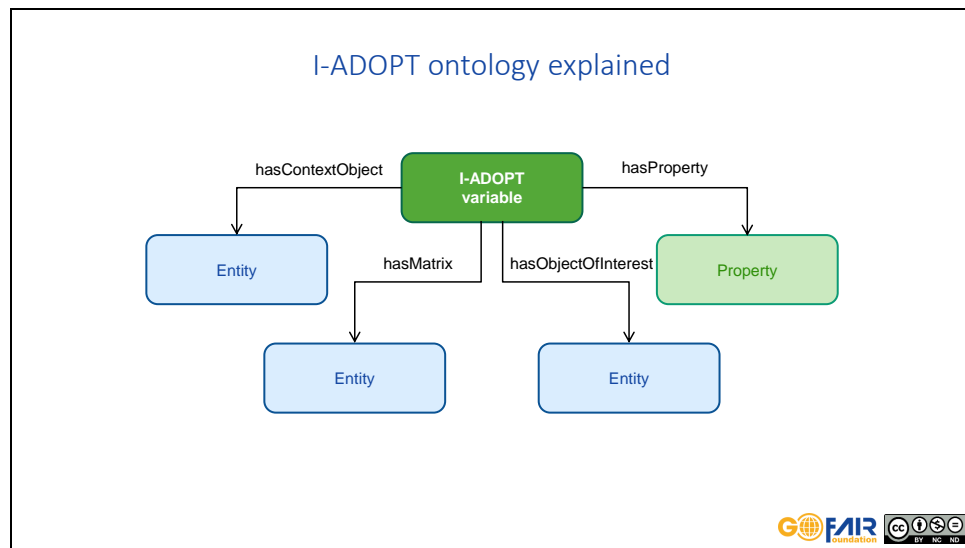 I-ADOPT ontology explained
hasContextObject
I-ADOPT
variable
hasProperty
Entity
hasMatrix
hasObjectOfInterest
Property
Entity
Entity
GO FAIR
Foundation
cc
BY NC ND